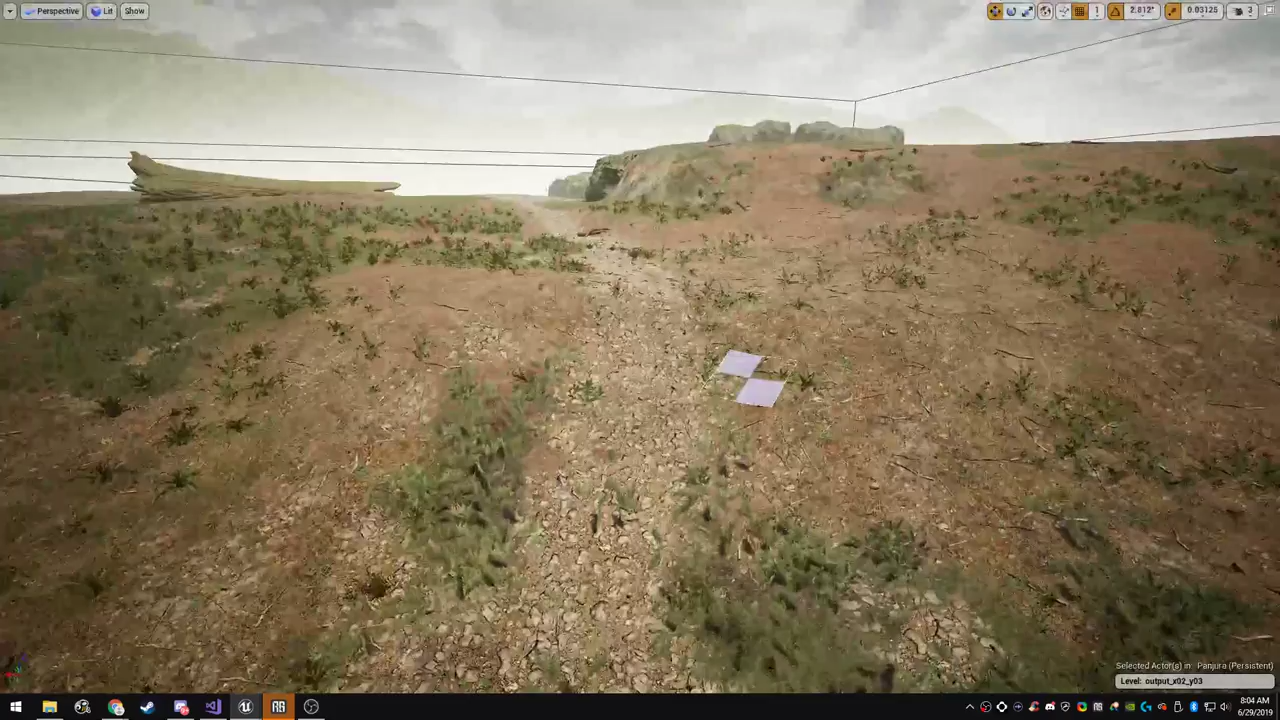 Perspective Lit Show 1 2.812° 0.03125 3
Selected Actor(s) in: Panjura (Persistent)
Level: output_x02_y03
8:04 AM
6/29/2019